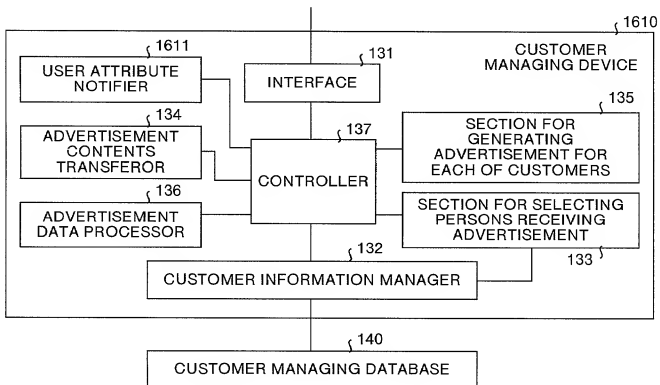 1610
CUSTOMER
MANAGING DEVICE
1611
USER ATTRIBUTE
NOTIFIER
131
INTERFACE
134
ADVERTISEMENT
CONTENTS
TRANSFEROR
137
CONTROLLER
135
SECTION FOR
GENERATING
ADVERTISEMENT FOR
EACH OF CUSTOMERS
136
ADVERTISEMENT
DATA PROCESSOR
SECTION FOR SELECTING
PERSONS RECEIVING
ADVERTISEMENT
133
132
CUSTOMER INFORMATION MANAGER
140
CUSTOMER MANAGING DATABASE